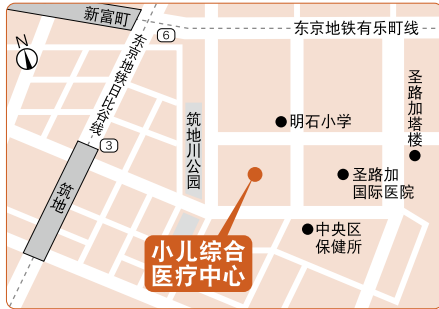 新富町
6
东京地铁有乐町线
N
东京地铁日比谷线
圣路加塔楼
筑地川公园
明石小学
3
圣路加
国际医院
筑地
中央区
保健所
小儿综合
医疗中心